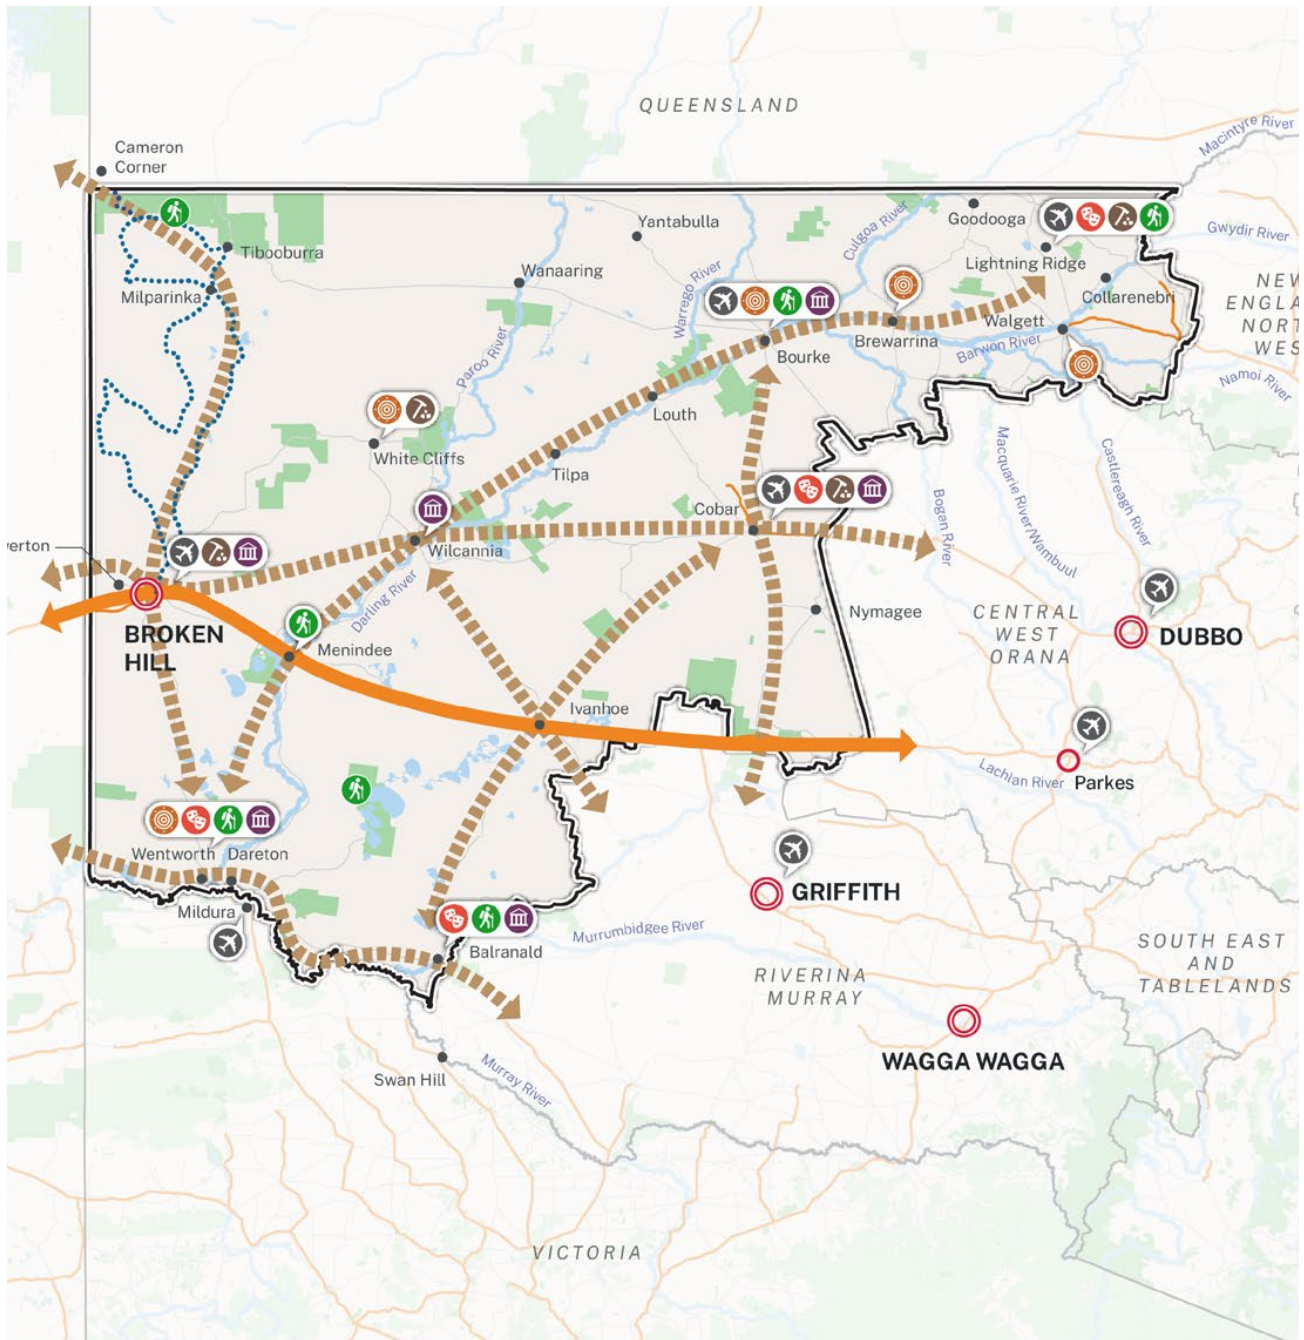 QUEENSLAND
Macintyre River
Cameron
Corner
Goodooga
Culgoa River
Yantabulla
Gwydir River
Tibooburra
Lightning Ridge
Wanaaring
Warrego River
Milparinka
Collarenebri
NEW
ENGLA
NORT
WES
Walgett
Brewarrina
Bourke
Barwon River
Paroo River
Namoi River
Louth
White Cliffs
Tilpa
Macquarie River/Wambuul
Castlereagh River
Bogan River
Cobar
Wilcannia
erton
Darling River
Nymagee
CENTRAL
WEST
ORANA
DUBBO
BROKEN
HILL
Menindee
Ivanhoe
Lachlan River
Parkes
Wentworth
Dareton
GRIFFITH
Mildura
Murrumbidgee River
Balranald
SOUTH EAST
AND
TABLELANDS
RIVERINA
MURRAY
WAGGA WAGGA
Swan Hill
Murray River
VICTORIA